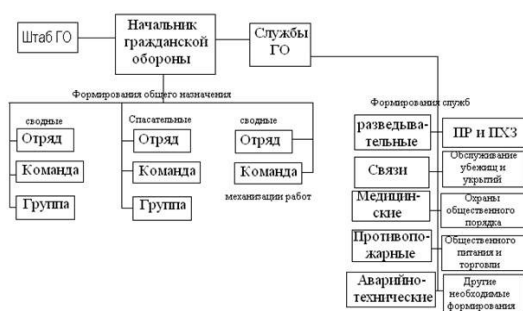 Штаб ГО
Начальник
гражданской
обороны
Службы
ГО
Формирования общего назначения
сводные
Отряд
Команда
Группа
Спасательные
Отряд
Команда
Группа
сводные
Отряд
Команда
механизации работ
Формирования служб
разведыва-
тельные
Связи
Медицин-
ские
Противопо-
жарные
Аварийно-
технические
ПР и ПХЗ
Обслуживание
убежищ и
укрытий
Охраны
общественного
порядка
Общественного
питания и
торговли
Другие
необходимые
формирования